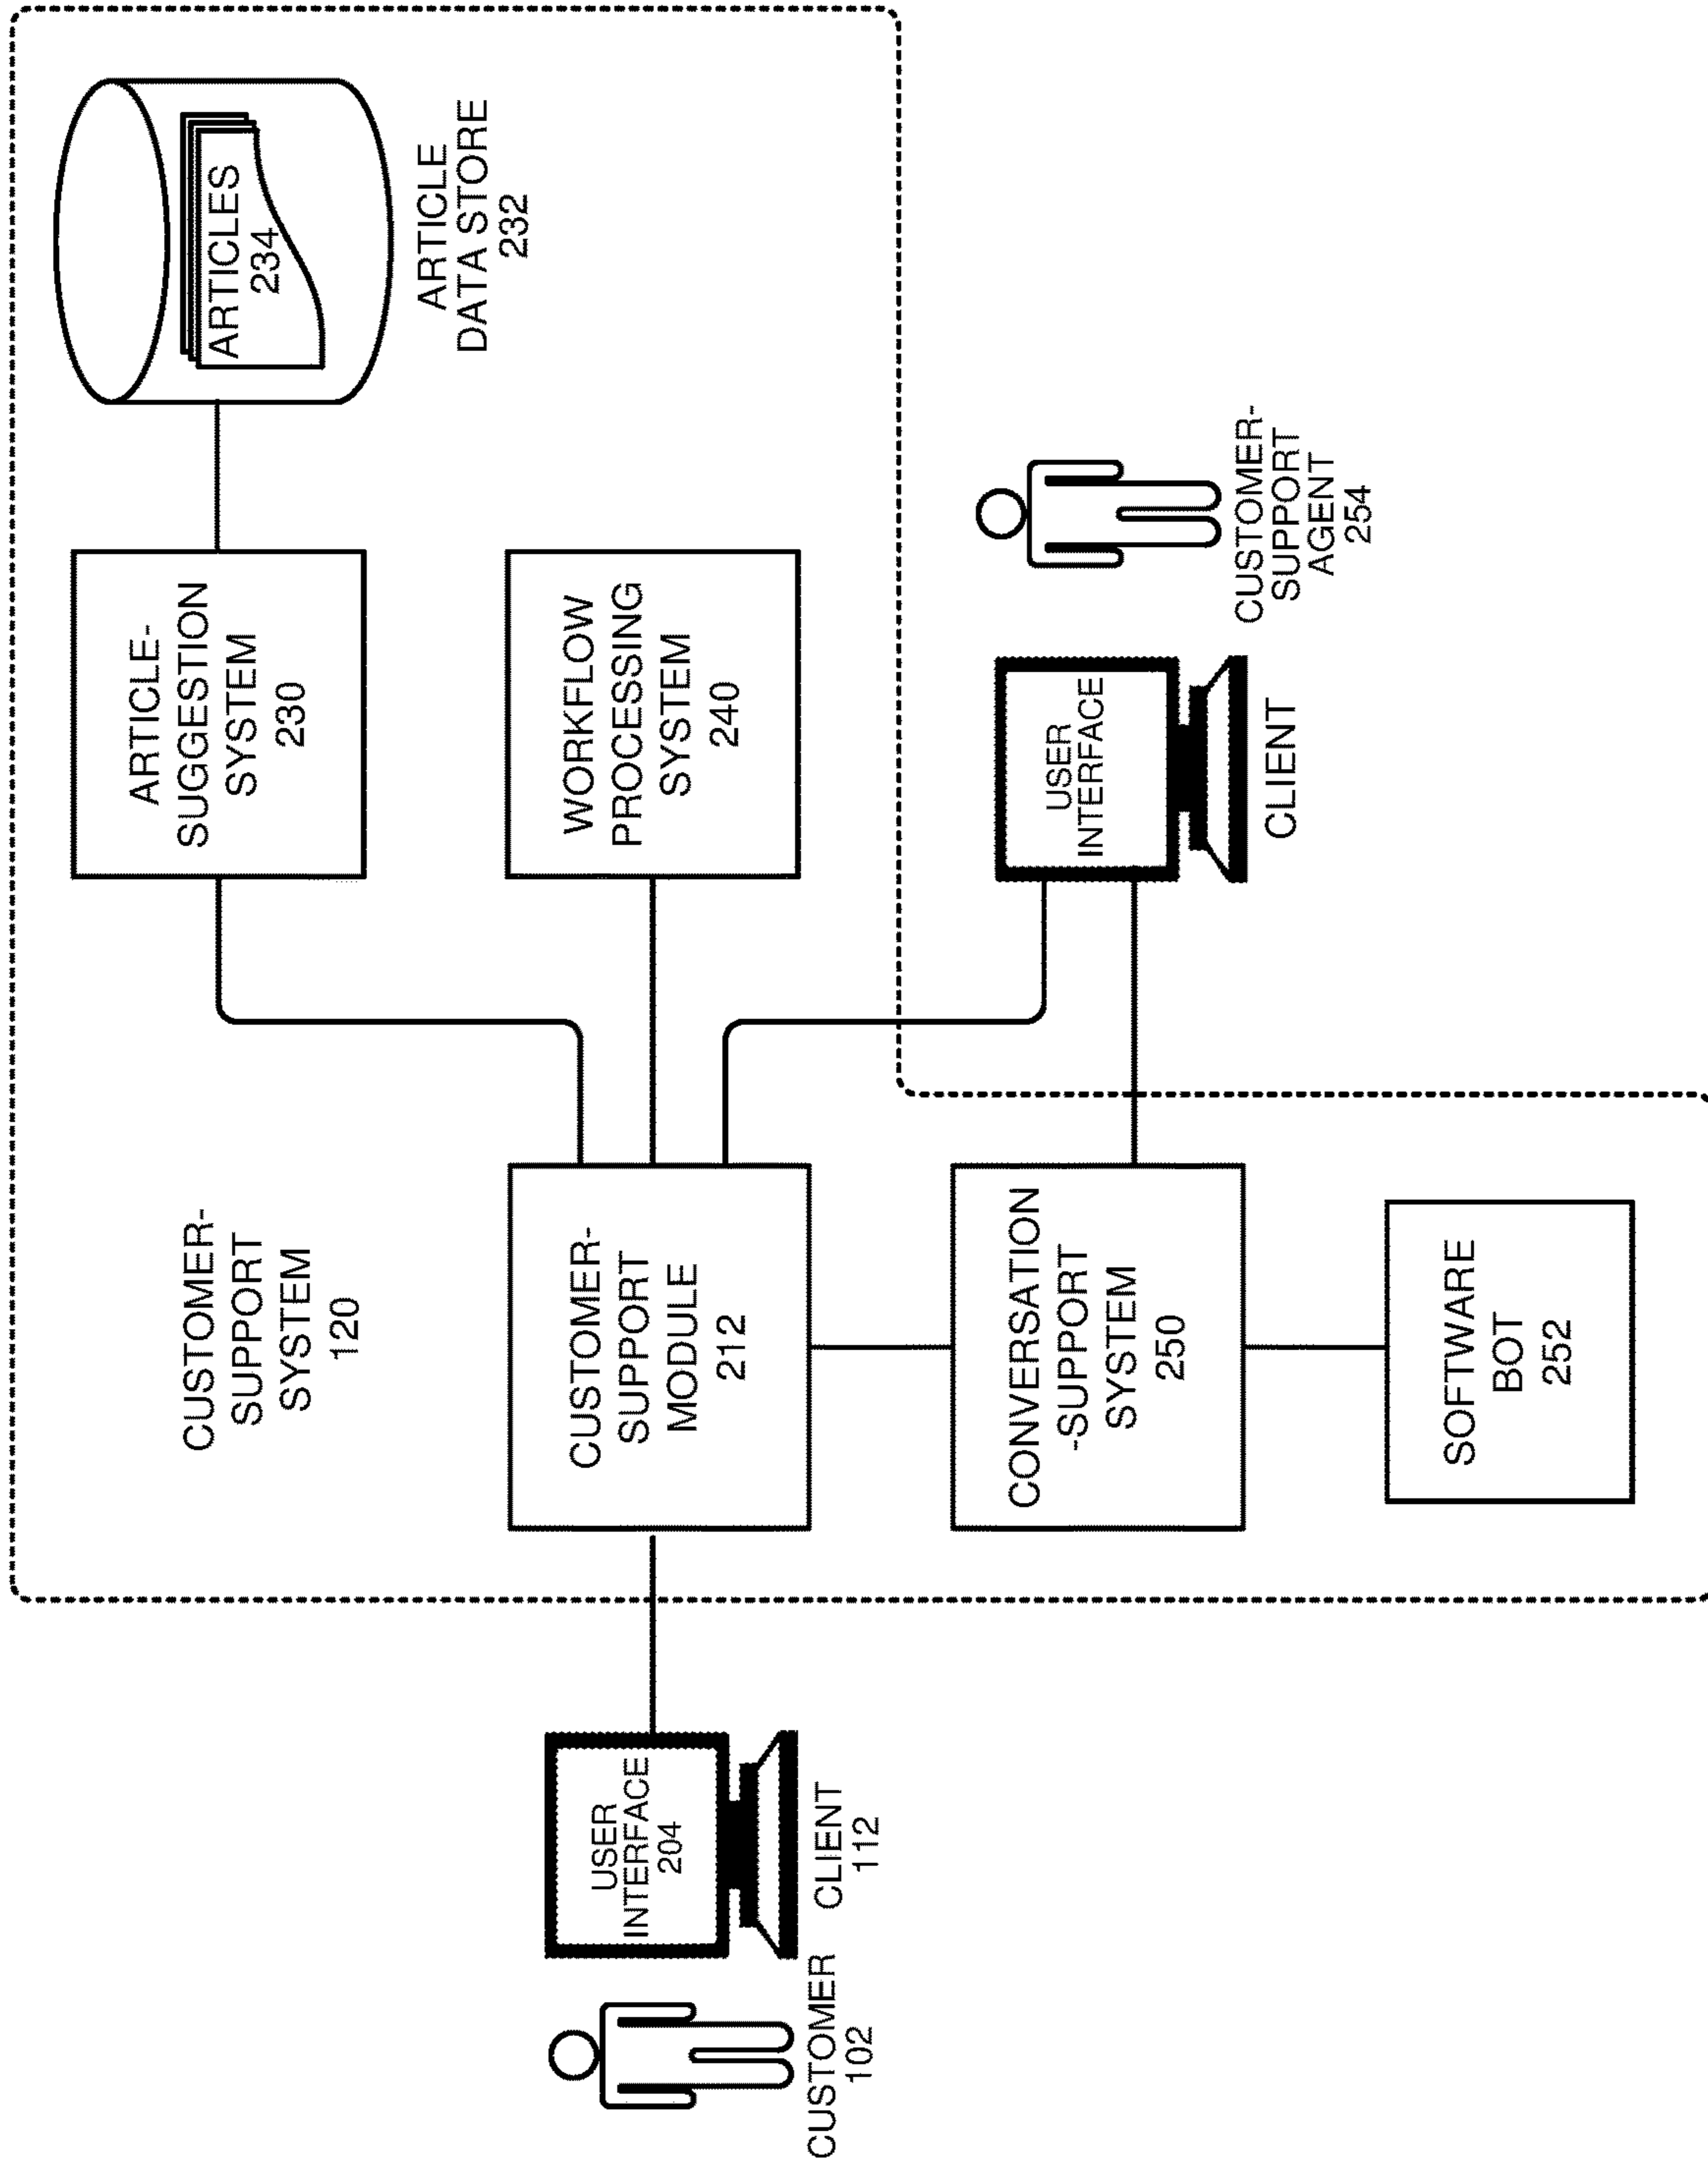 CUSTOMER-
SUPPORT
SYSTEM
120
ARTICLE-
SUGGESTION
SYSTEM
230
ARTICLES
234
ARTICLE
DATA STORE
232
CUSTOMER-
SUPPORT
MODULE
212
WORKFLOW
PROCESSING
SYSTEM
240
USER
INTERFACE
204
CUSTOMER
102
CLIENT
112
CONVERSATION
-SUPPORT
SYSTEM
250
USER
INTERFACE
CLIENT
CUSTOMER-
SUPPORT
AGENT
254
SOFTWARE
BOT
252